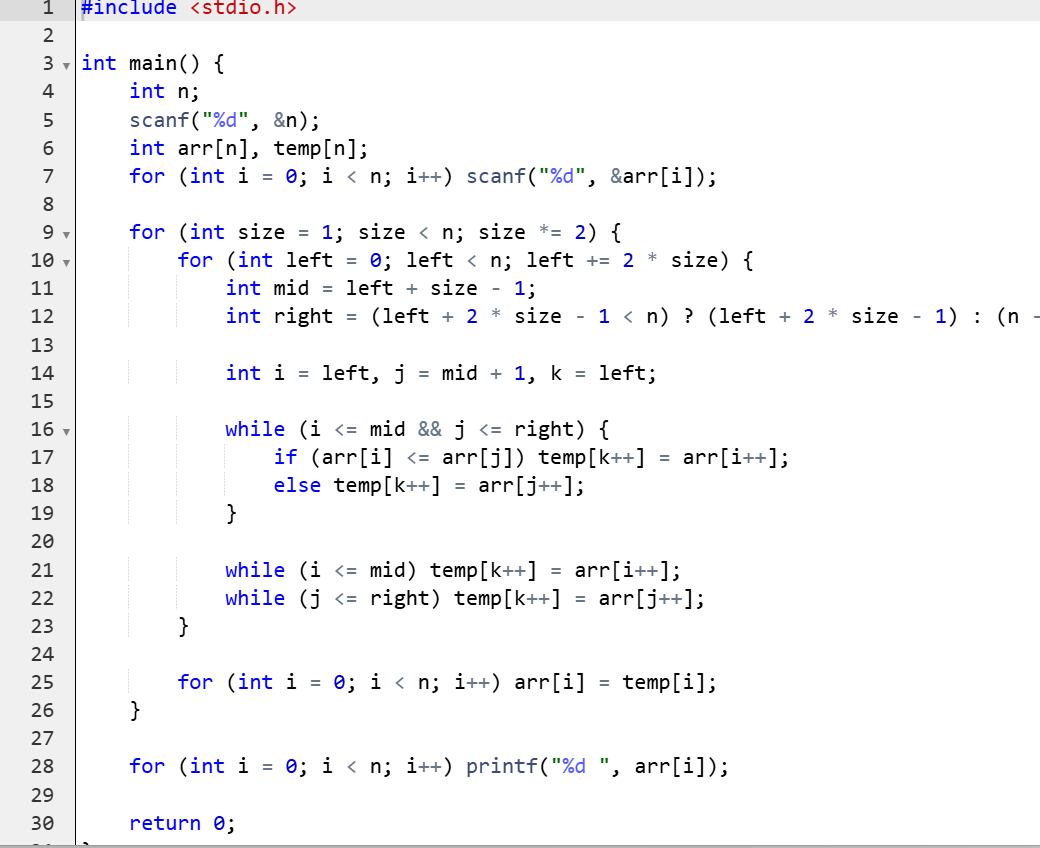 1 #include <stdio.h>
2
3 int main() {
4     int n;
5     scanf("%d", &n);
6     int arr[n], temp[n];
7     for (int i = 0; i < n; i++) scanf("%d", &arr[i]);
8
9     for (int size = 1; size < n; size *= 2) {
10         for (int left = 0; left < n; left += 2 * size) {
11             int mid = left + size - 1;
12             int right = (left + 2 * size - 1 < n) ? (left + 2 * size - 1) : (n -
13
14             int i = left, j = mid + 1, k = left;
15
16             while (i <= mid && j <= right) {
17                 if (arr[i] <= arr[j]) temp[k++] = arr[i++];
18                 else temp[k++] = arr[j++];
19             }
20
21             while (i <= mid) temp[k++] = arr[i++];
22             while (j <= right) temp[k++] = arr[j++];
23         }
24
25         for (int i = 0; i < n; i++) arr[i] = temp[i];
26     }
27
28     for (int i = 0; i < n; i++) printf("%d ", arr[i]);
29
30     return 0;